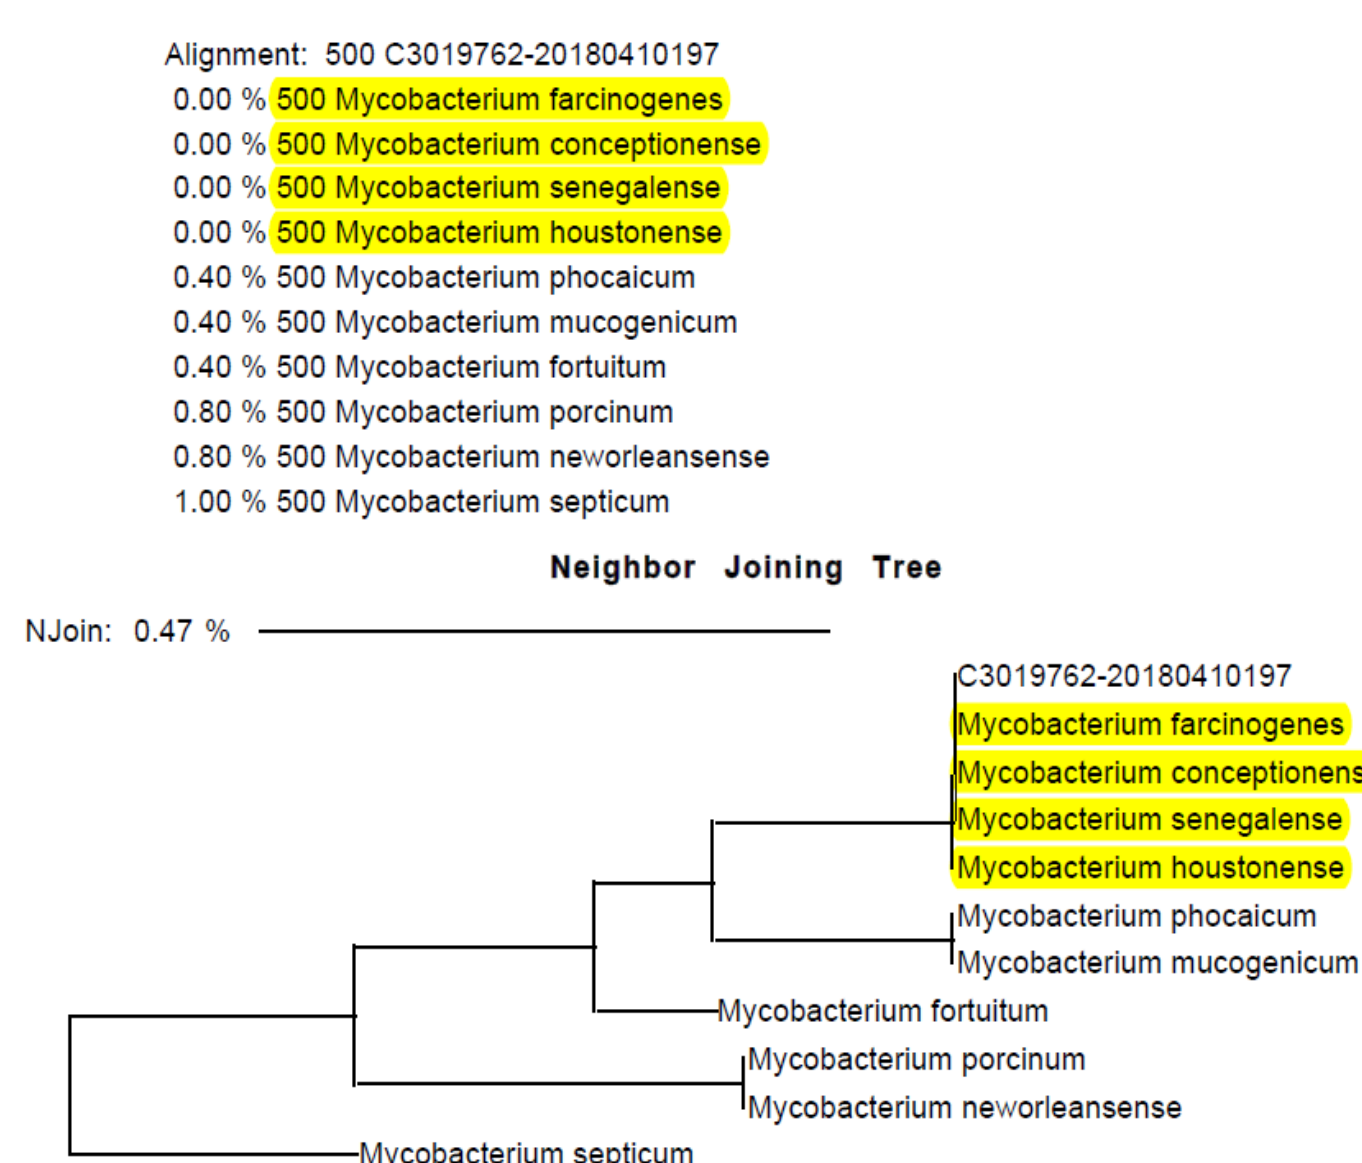 Alignment: 500 C3019762-20180410197
0.00 % 500 Mycobacterium farcinogenes
0.00 % 500 Mycobacterium conceptionense
0.00 % 500 Mycobacterium senegalense
0.00 % 500 Mycobacterium houstonense
0.40 % 500 Mycobacterium phocaicum
0.40 % 500 Mycobacterium mucogenicum
0.40 % 500 Mycobacterium fortuitum
0.80 % 500 Mycobacterium porcinum
0.80 % 500 Mycobacterium neworleansense
1.00 % 500 Mycobacterium septicum
Neighbor Joining Tree
NJoin: 0.47 %
C3019762-20180410197
Mycobacterium farcinogenes
Mycobacterium conceptionens
Mycobacterium senegalense
Mycobacterium houstonense
Mycobacterium phocaicum
Mycobacterium mucogenicum
Mycobacterium fortuitum
Mycobacterium porcinum
Mycobacterium neworleansense
Mycobacterium septicum